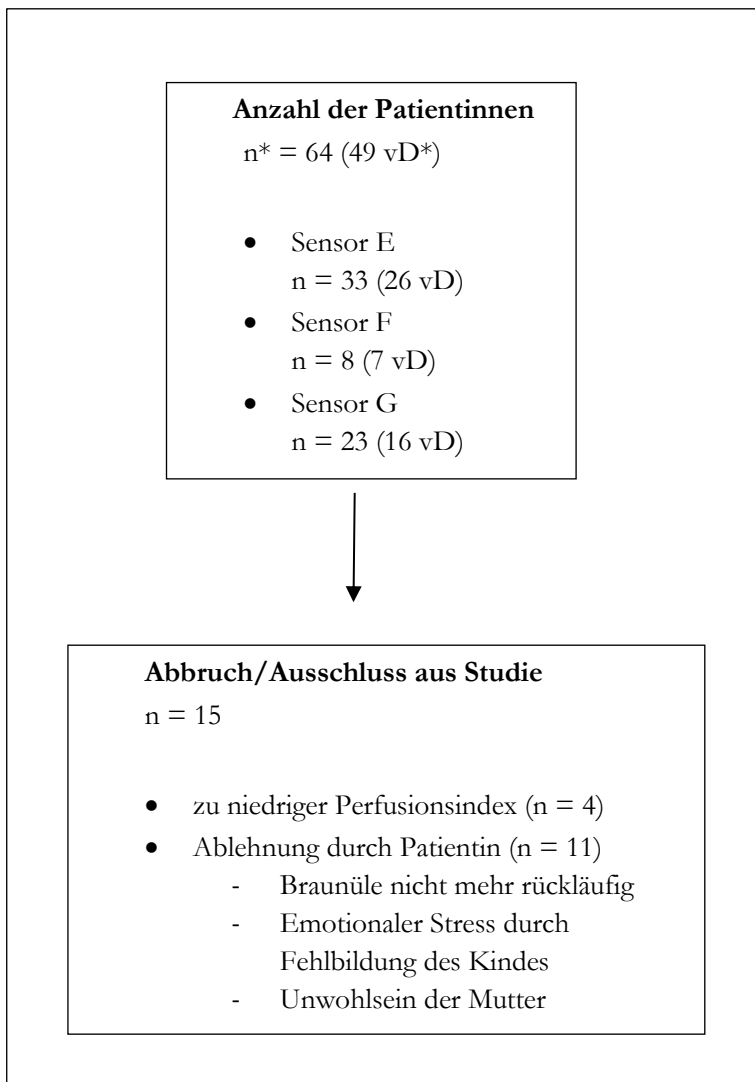 Anzahl der Patientinnen
n* = 64 (49 vD*)
• Sensor E
n = 33 (26 vD)
• Sensor F
n = 8 (7 vD)
• Sensor G
n = 23 (16 vD)
Abbruch/Ausschluss aus Studie
n = 15
• zu niedriger Perfusionsindex (n = 4)
• Ablehnung durch Patientin (n = 11)
- Braunüle nicht mehr rückläufig
- Emotionaler Stress durch
Fehlbildung des Kindes
- Unwohlsein der Mutter